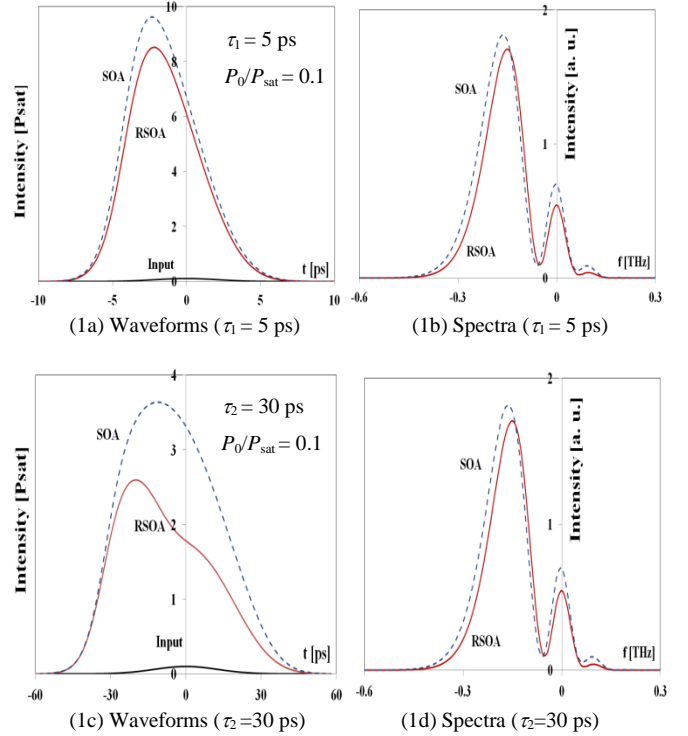 Intensity [Psat]
10
8
6
4
2
0
τ1 = 5 ps
P0/Psat = 0.1
SOA
RSOA
Input
t [ps]
-10 -5 0 5 10
(1a) Waveforms (τ1 = 5 ps)
2
1
0
Intensity [a. u.]
SOA
RSOA
f [THz]
-0.6 -0.3 0 0.3
(1b) Spectra (τ1 = 5 ps)
Intensity [Psat]
4
3
2
1
0
τ2 = 30 ps
P0/Psat = 0.1
SOA
RSOA
Input
t [ps]
-60 -30 0 30 60
(1c) Waveforms (τ2=30 ps)
2
1
0
Intensity [a. u.]
SOA
RSOA
f [THz]
-0.6 -0.3 0 0.3
(1d) Spectra (τ2=30 ps)